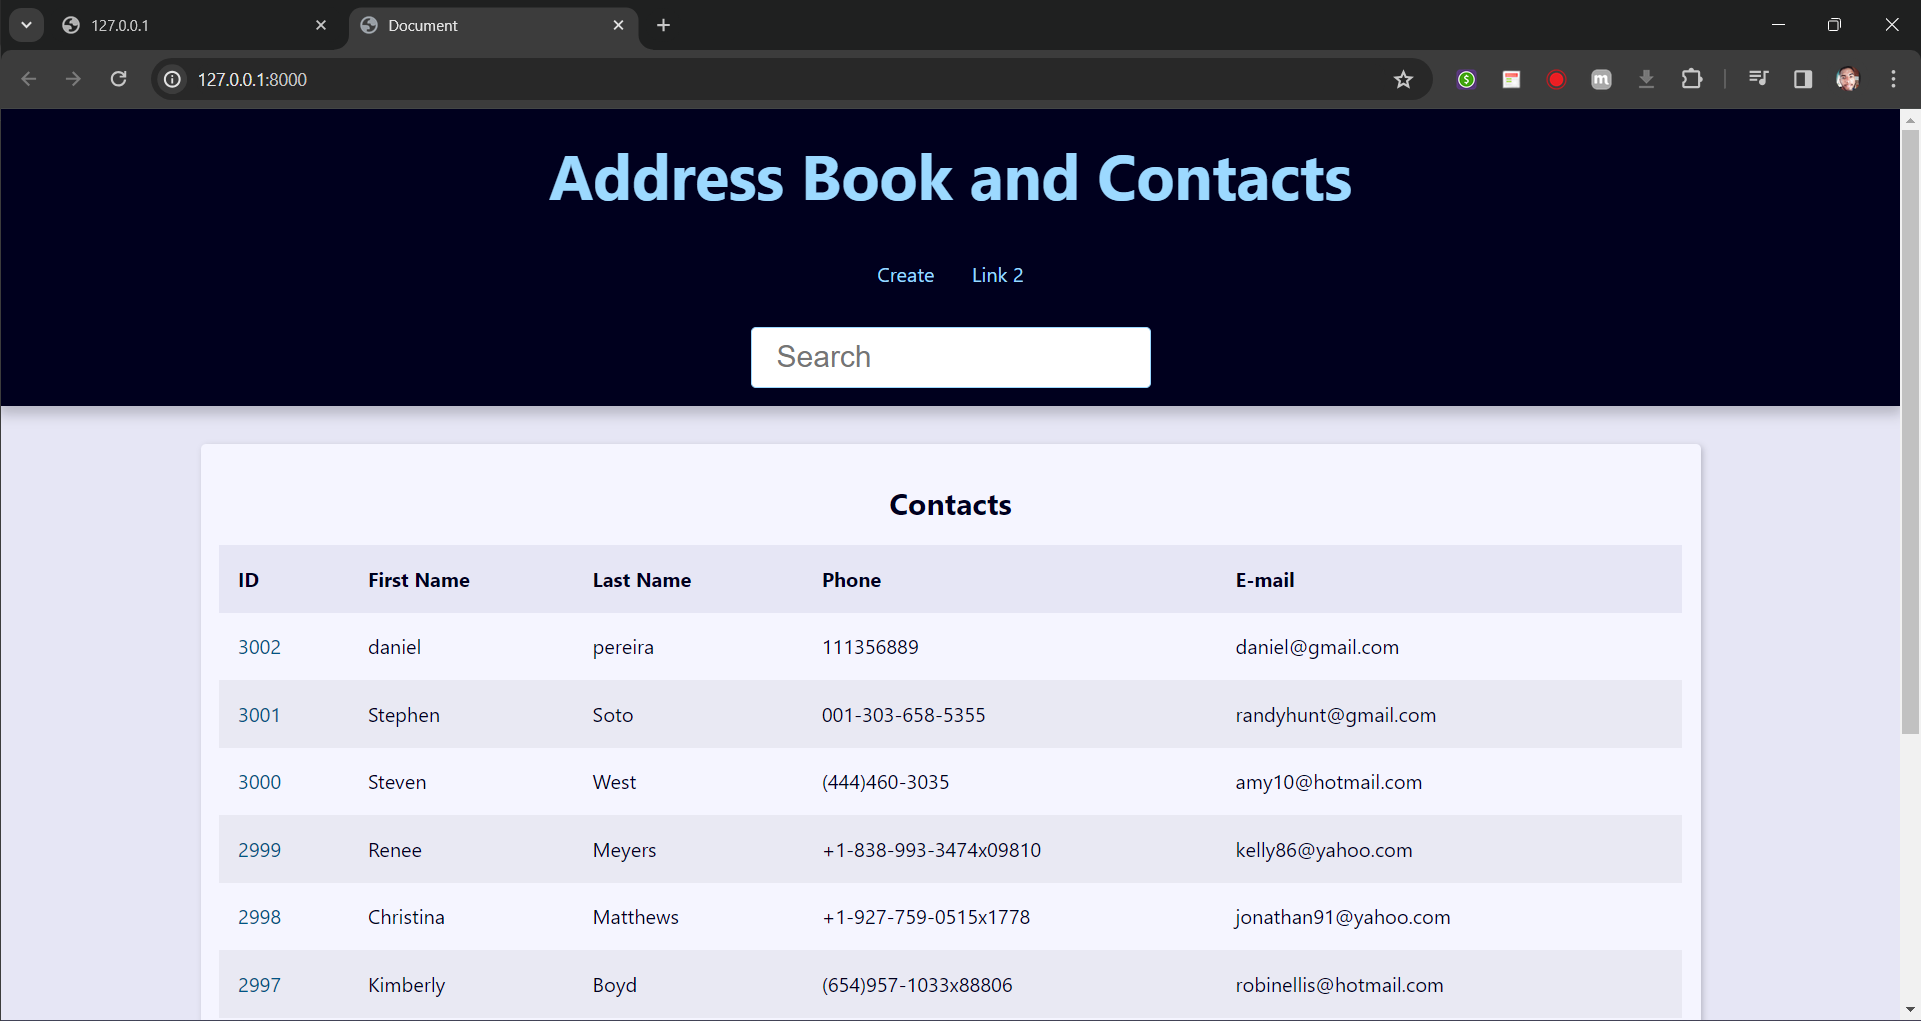 127.0.0.1
Document
127.0.0.1:8000
Address Book and Contacts
Create Link 2
Search
Contacts
ID First Name Last Name Phone E-mail
3002 daniel pereira 111356889 daniel@gmail.com
3001 Stephen Soto 001-303-658-5355 randyhunt@gmail.com
3000 Steven West (444)460-3035 amy10@hotmail.com
2999 Renee Meyers +1-838-993-3474x09810 kelly86@yahoo.com
2998 Christina Matthews +1-927-759-0515x1778 jonathan91@yahoo.com
2997 Kimberly Boyd (654)957-1033x88806 robinellis@hotmail.com